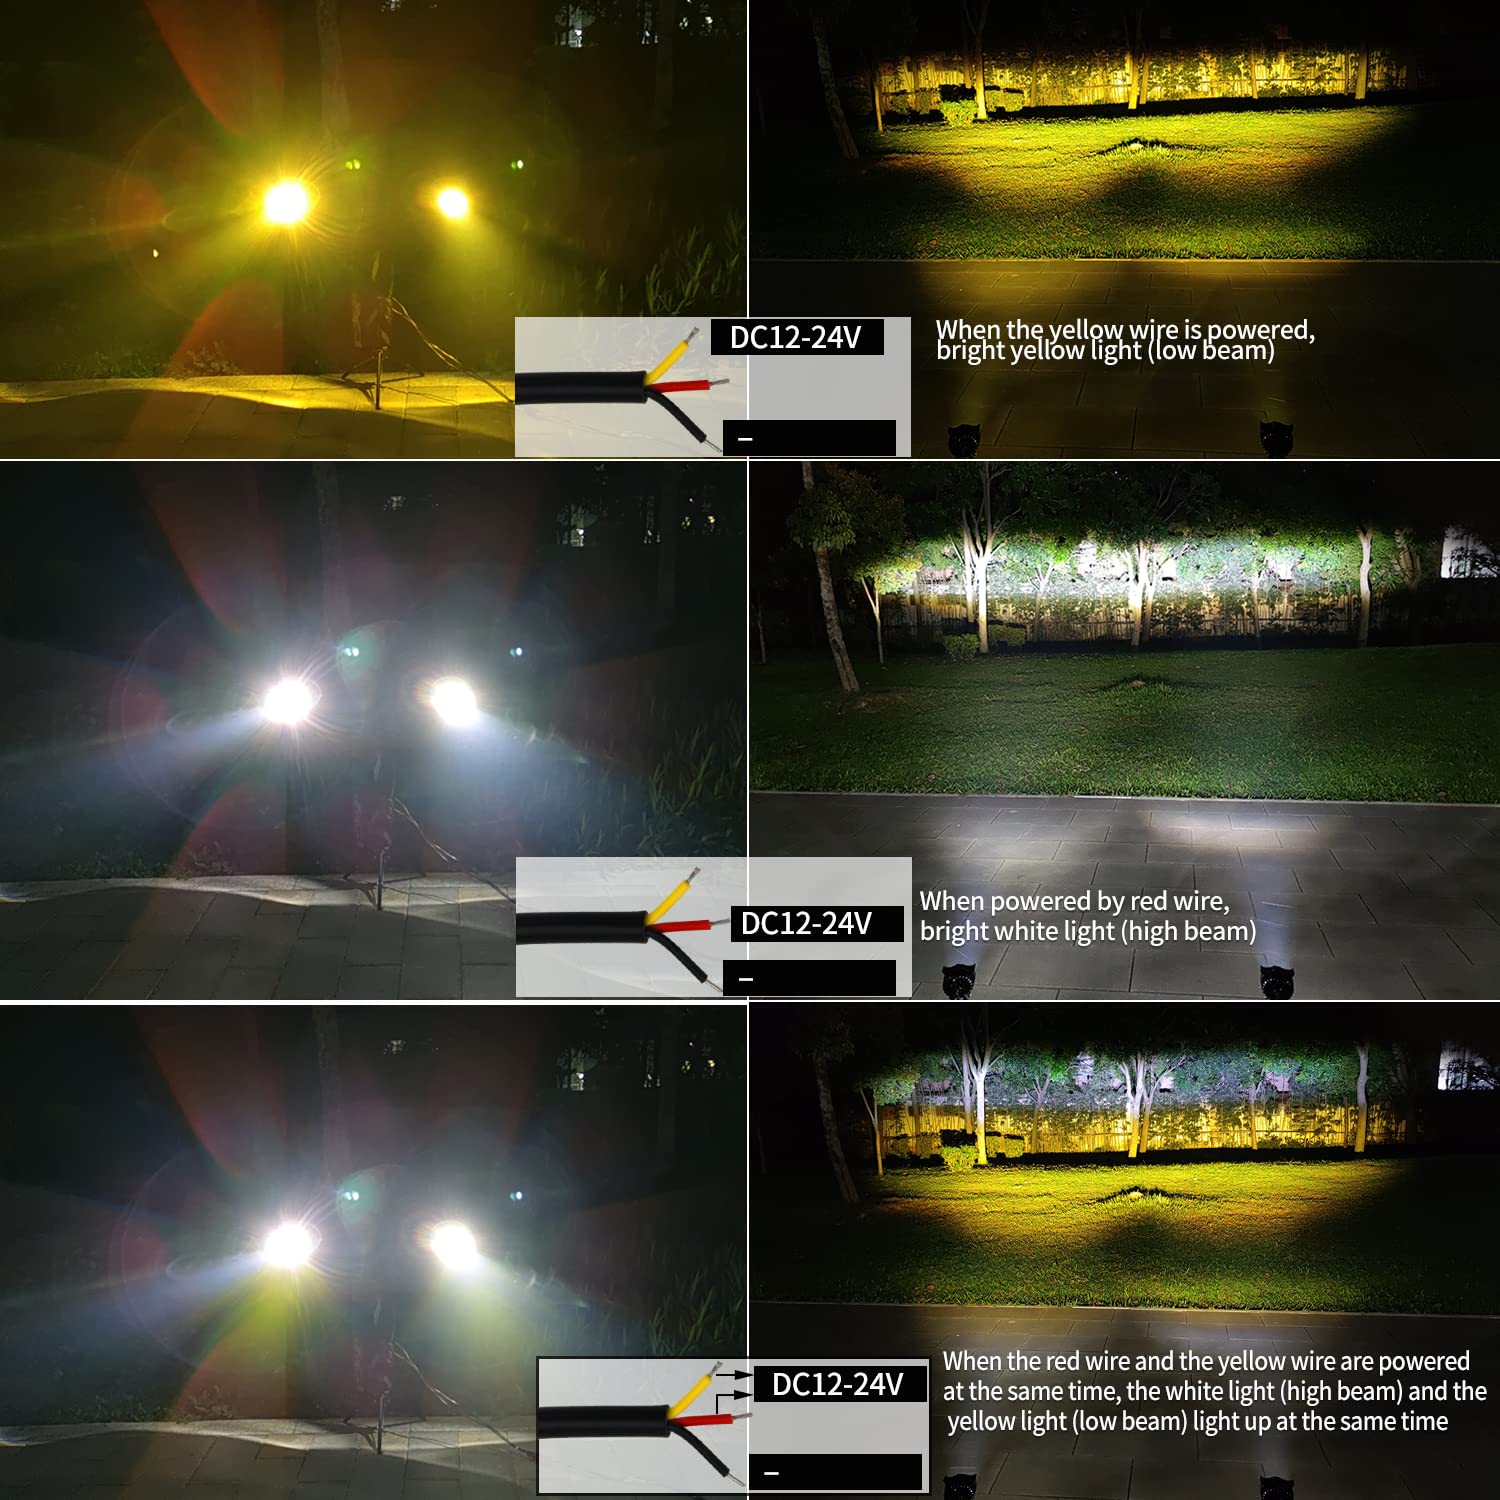 DC12-24V
–
When the yellow wire is powered,
bright yellow light (low beam)
DC12-24V
–
When powered by red wire,
bright white light (high beam)
DC12-24V
–
When the red wire and the yellow wire are powered
at the same time, the white light (high beam) and the
yellow light (low beam) light up at the same time